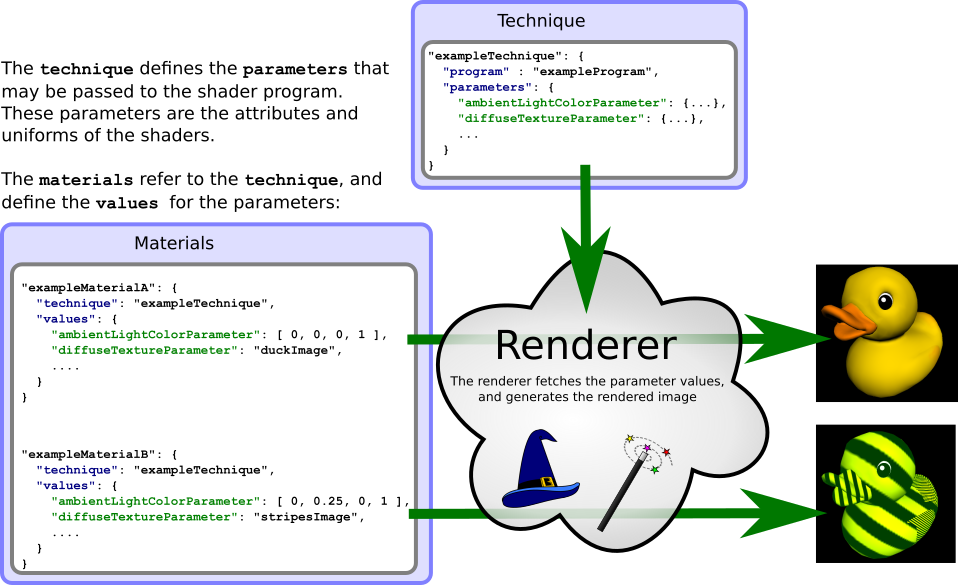 The technique defines the parameters that
may be passed to the shader program.
These parameters are the attributes and
uniforms of the shaders.
The materials refer to the technique, and
define the values for the parameters:
Technique
"exampleTechnique": {
"program" : "exampleProgram",
"parameters": {
"ambientLightColorParameter": {...},
"diffuseTextureParameter": {...},
...
}
}
Materials
"exampleMaterialA": {
"technique": "exampleTechnique",
"values": {
"ambientLightColorParameter": [ 0, 0, 0, 1 ],
"diffuseTextureParameter": "duckImage",
....
}
}
"exampleMaterialB": {
"technique": "exampleTechnique",
"values": {
"ambientLightColorParameter": [ 0, 0.25, 0, 1 ],
"diffuseTextureParameter": "stripesImage",
....
}
}
Renderer
The renderer fetches the parameter values,
and generates the rendered image